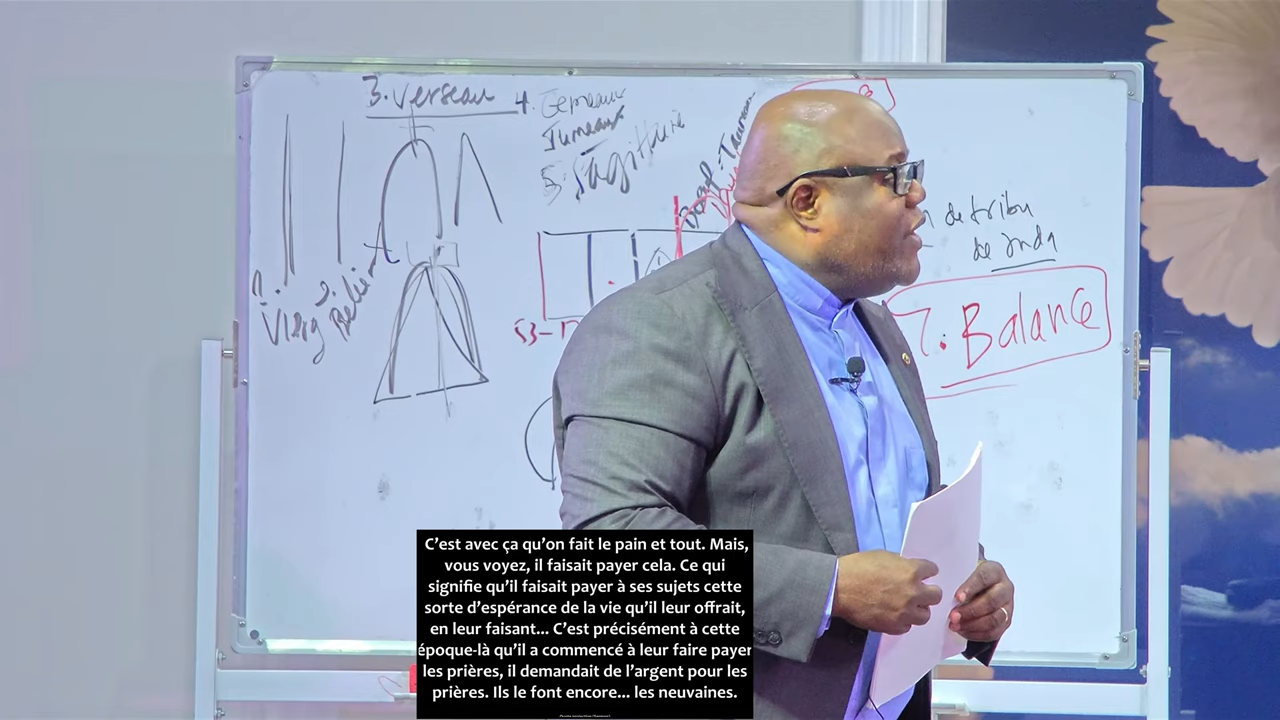 3. Verseau
4. Gemeaux
Jumeaux
5. Sagittaire
Taureau
de tribu
de Juda
7. Balance
53-17
C'est avec ça qu'on fait le pain et tout. Mais,
vous voyez, il faisait payer cela. Ce qui
signifie qu'il faisait payer à ses sujets cette
sorte d'espérance de la vie qu'il leur offrait,
en leur faisant... C'est précisément à cette
époque-là qu'il a commencé à leur faire payer
les prières, il demandait de l'argent pour les
prières. Ils le font encore... les neuvaines.